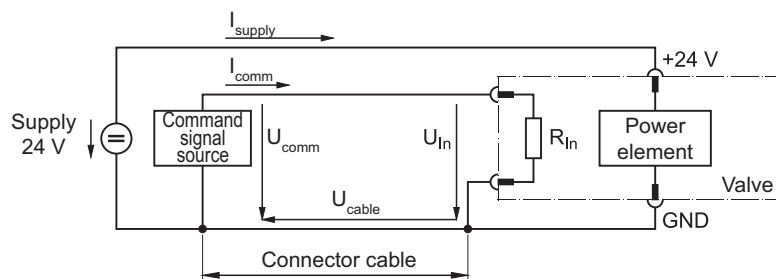 I_supply
+24 V
I_comm
Supply
24 V
Command
signal
source
U_comm
U_In
R_In
Power
element
U_cable
Valve
GND
Connector cable